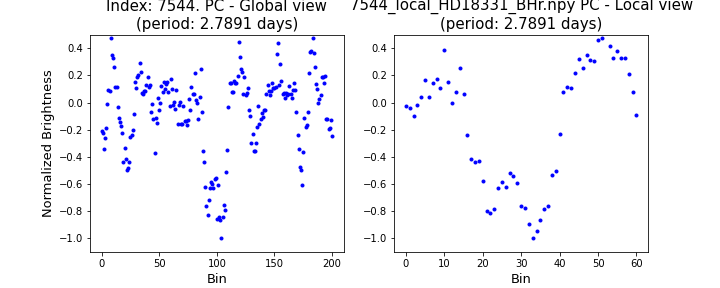 Index: 7544. PC - Global view
(period: 2.7891 days)
7544_local_HD18331_BHr.npy PC - Local view
(period: 2.7891 days)
Normalized Brightness
0.4
0.2
0.0
−0.2
−0.4
−0.6
−0.8
−1.0
0 50 100 150 200
Bin
0.4
0.2
0.0
−0.2
−0.4
−0.6
−0.8
−1.0
0 10 20 30 40 50 60
Bin